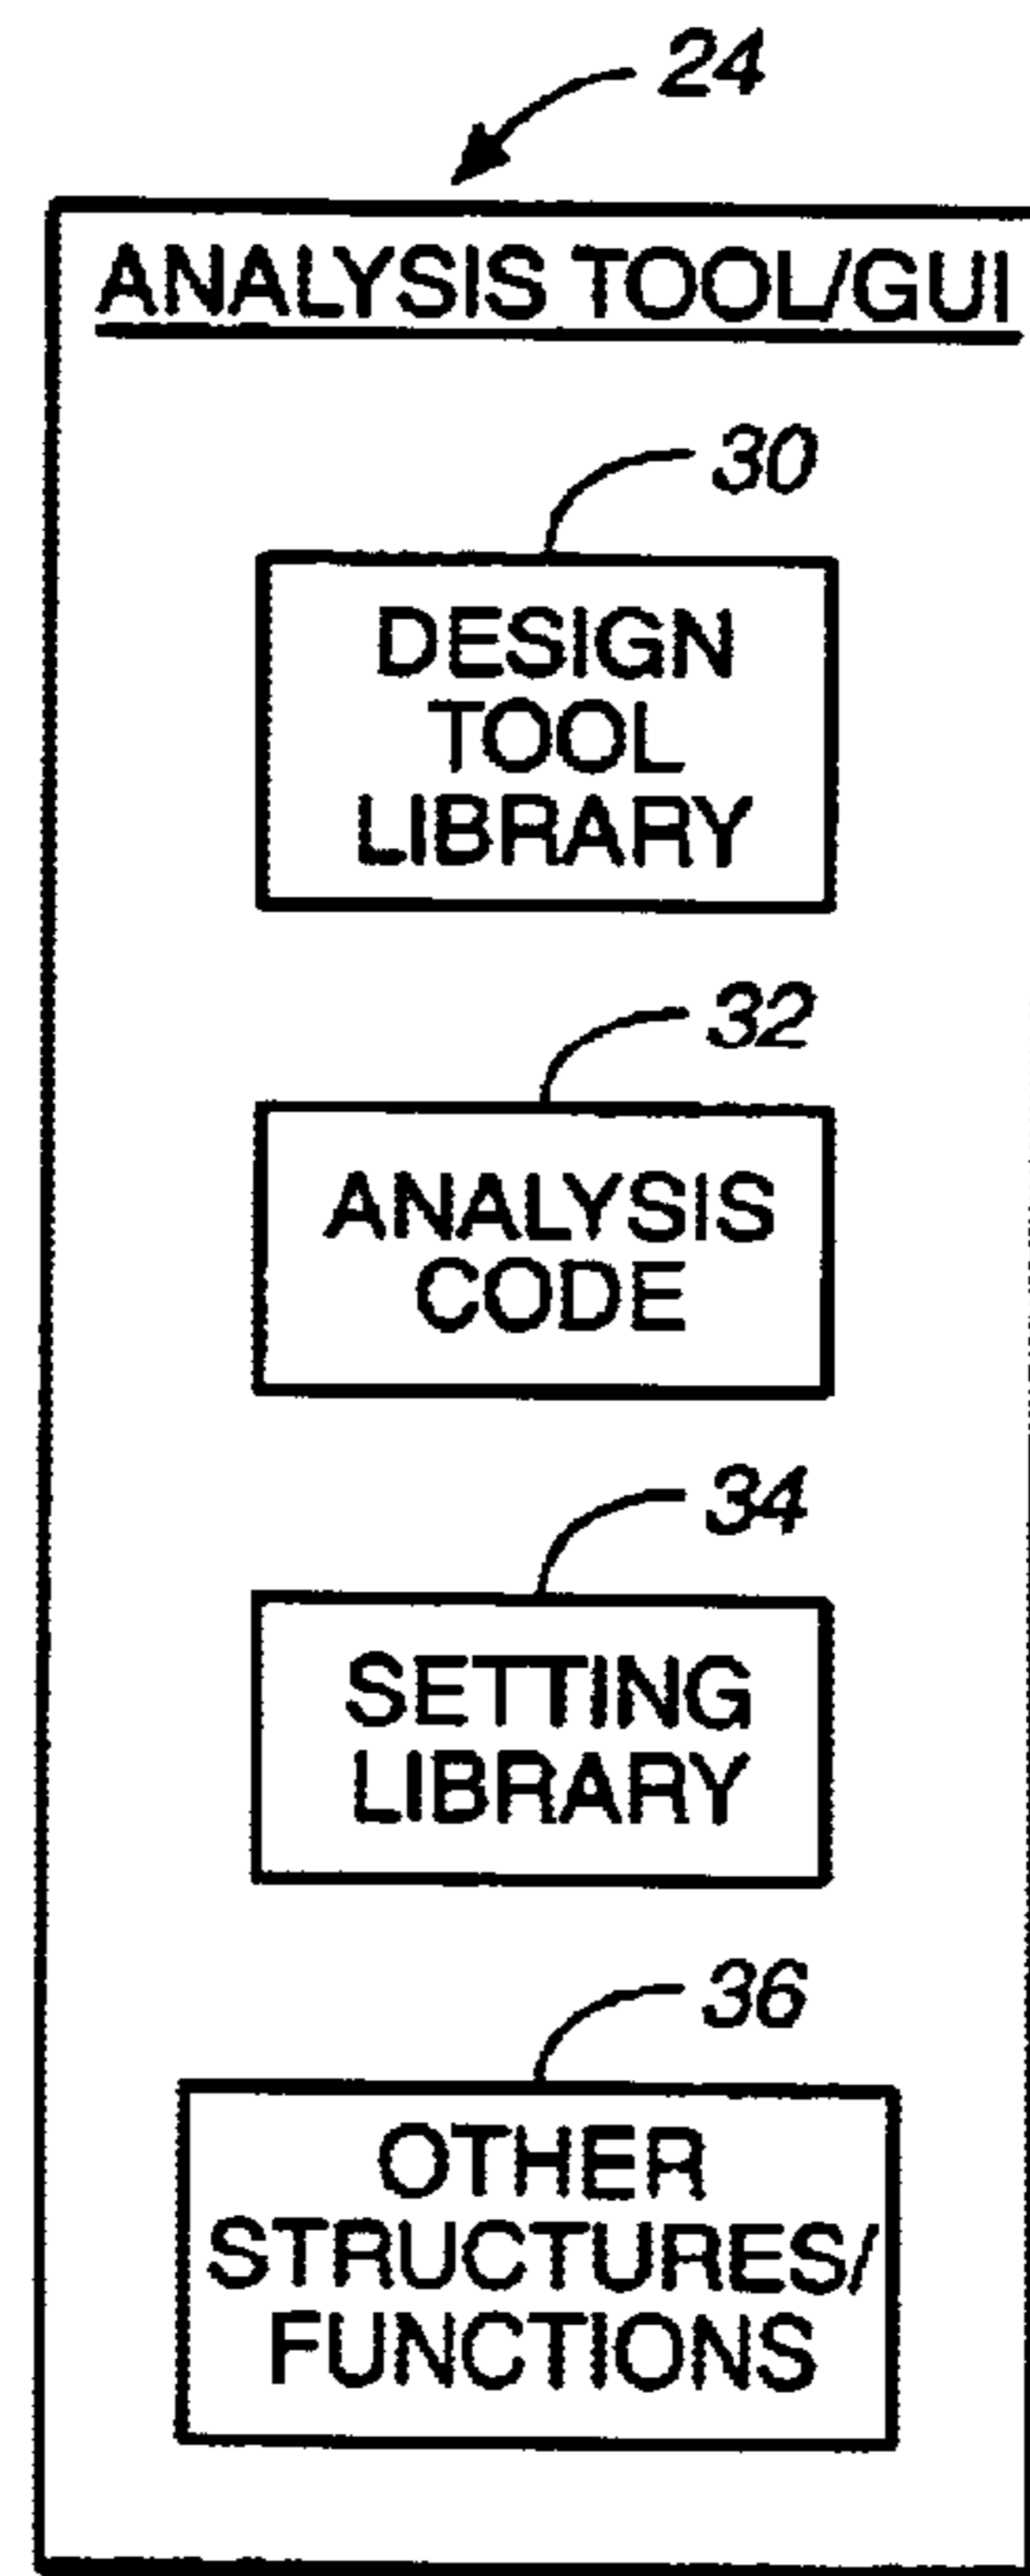 24
ANALYSIS TOOL/GUI
30
DESIGN
TOOL
LIBRARY
32
ANALYSIS
CODE
34
SETTING
LIBRARY
36
OTHER
STRUCTURES/
FUNCTIONS